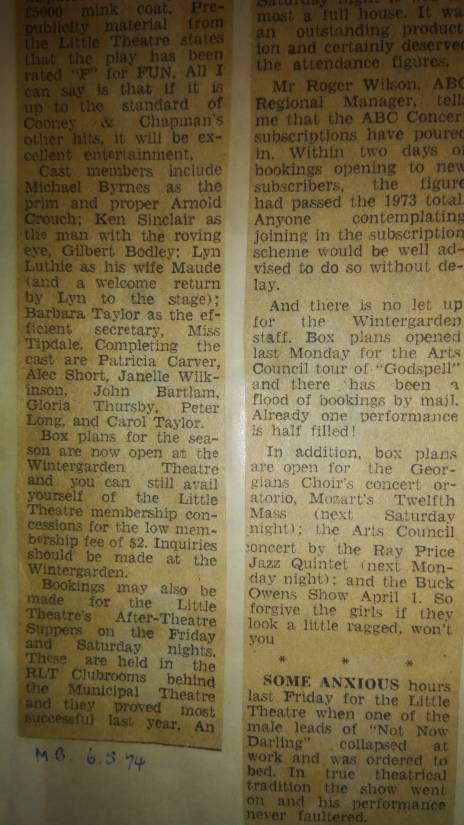 £5000 mink coat. Pre-
publicity material from
the Little Theatre states
that the play has been
rated "F" for FUN. All I
can say is that if it is
up to the standard of
Cooney & Chapman's
other hits, it will be ex-
cellent entertainment.
Cast members include
Michael Byrnes as the
prim and proper Arnold
Crouch; Ken Sinclair as
the man with the roving
eye, Gilbert Bodley; Lyn
Luthie as his wife Maude
(and a welcome return
by Lyn to the stage);
Barbara Taylor as the ef-
ficient secretary, Miss
Tipdale. Completing the
cast are Patricia Carver,
Alec Short, Janelle Wilk-
inson, John Bartlam,
Gloria Thursby, Peter
Long, and Carol Taylor.
Box plans for the sea-
son are now open at the
Wintergarden Theatre
and you can still avail
yourself of the Little
Theatre membership con-
cessions for the low mem-
bership fee of $2. Inquiries
should be made at the
Wintergarden.
Bookings may also be
made for the Little
Theatre's After-Theatre
Suppers on the Friday
and Saturday nights.
These are held in the
RLT Clubrooms behind
the Municipal Theatre
and they proved most
successful last year. An
M.B. 6.3.74
Saturday night it was
most a full house. It wa
an outstanding product
ion and certainly deserve
the attendance figures.
Mr Roger Wilson, ABC
Regional Manager, tell
me that the ABC Concer
subscriptions have poured
in. Within two days o
bookings opening to new
subscribers, the figure
had passed the 1973 total.
Anyone contemplating
joining in the subscription
scheme would be well ad-
vised to do so without de-
lay.
And there is no let up
for the Wintergarden
staff. Box plans opened
last Monday for the Arts
Council tour of "Godspell"
and there has been a
flood of bookings by mail.
Already one performance
is half filled!
In addition, box plans
are open for the Geor-
gians Choir's concert or-
atorio, Mozart's Twelfth
Mass (next Saturday
night); the Arts Council
concert by the Ray Price
Jazz Quintet (next Mon-
day night); and the Buck
Owens Show April 1. So
forgive the girls if they
look a little ragged, won't
you
* * *
SOME ANXIOUS hours
last Friday for the Little
Theatre when one of the
male leads of "Not Now
Darling" collapsed at
work and was ordered to
bed. In true theatrical
tradition the show went
on and his performance
never faultered.